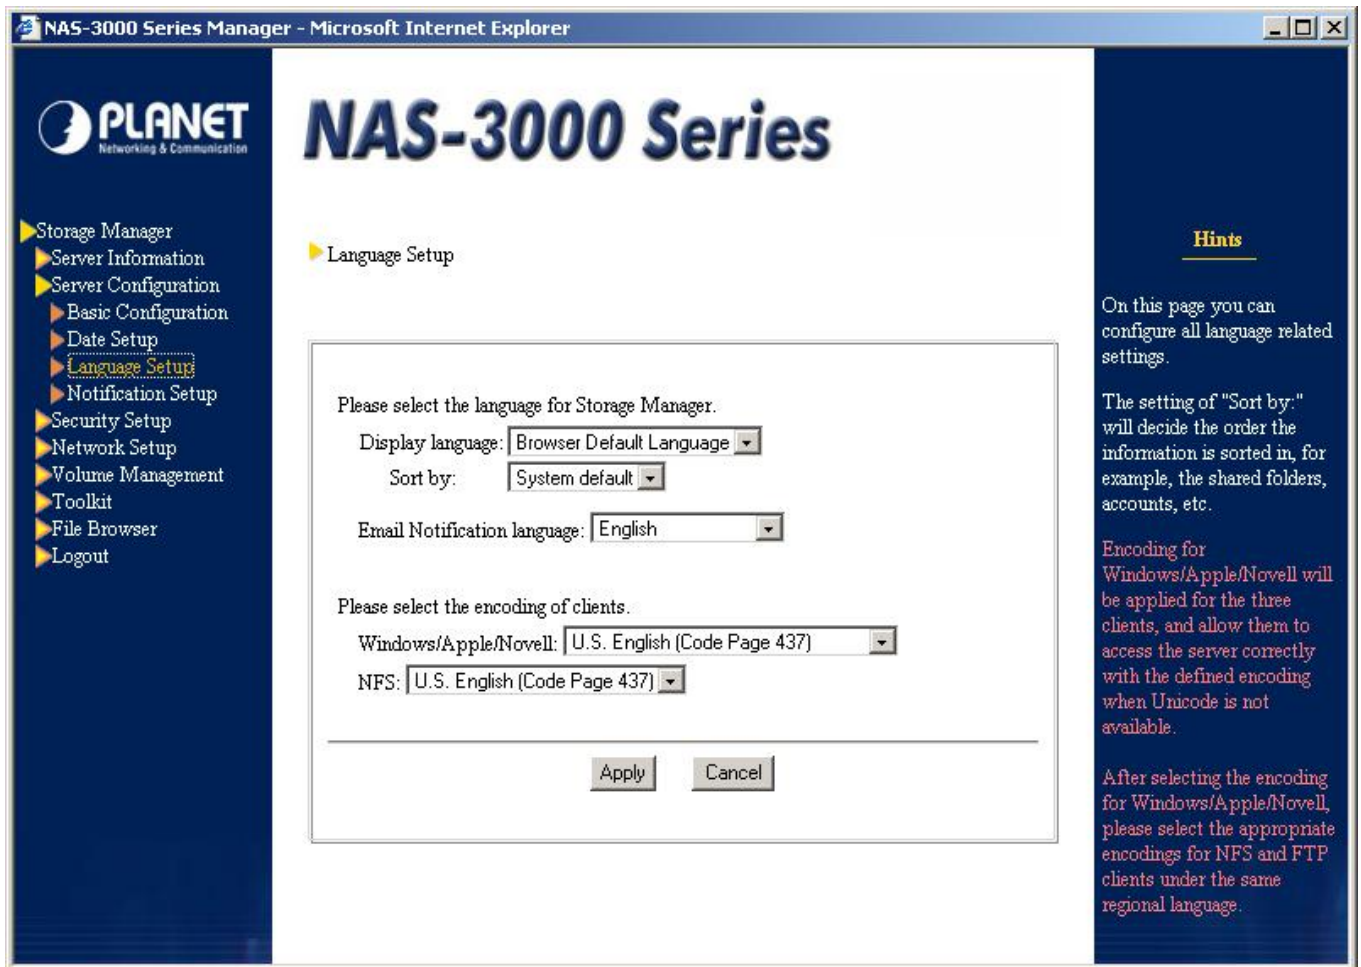 NAS-3000 Series Manager - Microsoft Internet Explorer
PLANET
Networking & Communication
NAS-3000 Series
Storage Manager
Server Information
Server Configuration
Basic Configuration
Date Setup
Language Setup
Notification Setup
Security Setup
Network Setup
Volume Management
Toolkit
File Browser
Logout
Language Setup
Please select the language for Storage Manager.
Display language: Browser Default Language
Sort by: System default
Email Notification language: English
Please select the encoding of clients.
Windows/Apple/Novell: U.S. English (Code Page 437)
NFS: U.S. English (Code Page 437)
Apply Cancel
Hints
On this page you can
configure all language related
settings.
The setting of "Sort by:"
will decide the order the
information is sorted in, for
example, the shared folders,
accounts, etc.
Encoding for
Windows/Apple/Novell will
be applied for the three
clients, and allow them to
access the server correctly
with the defined encoding
when Unicode is not
available.
After selecting the encoding
for Windows/Apple/Novell,
please select the appropriate
encodings for NFS and FTP
clients under the same
regional language.